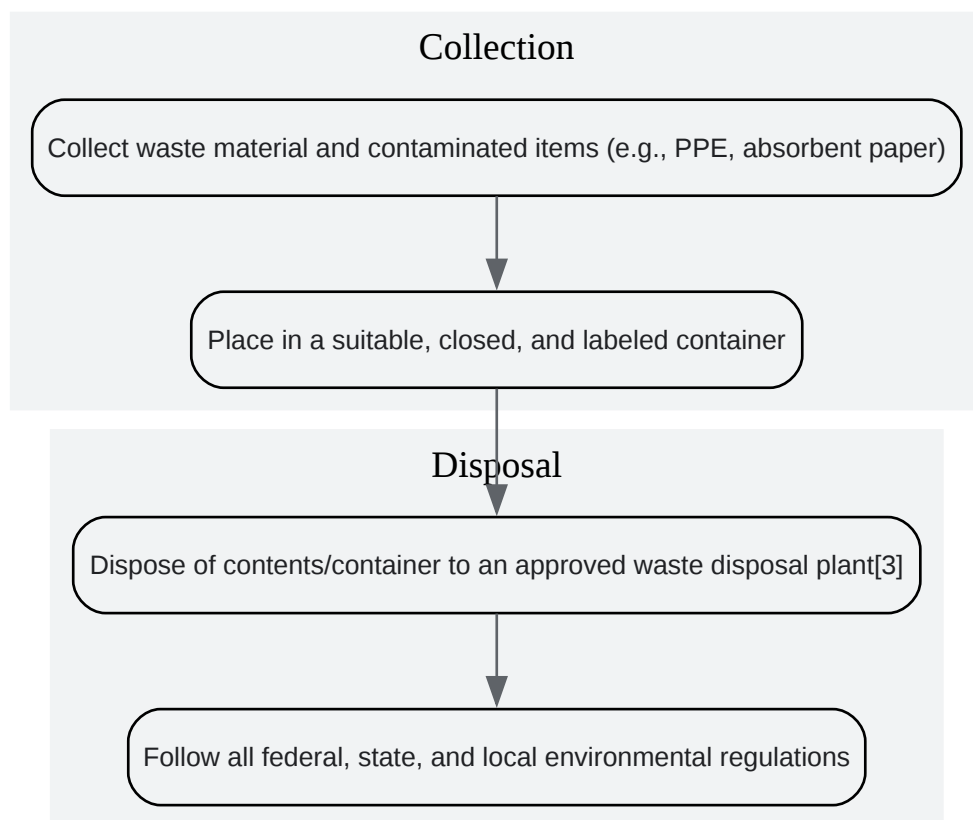 Collection
Collect waste material and contaminated items (e.g., PPE, absorbent paper)
Place in a suitable, closed, and labeled container
Disposal
Dispose of contents/container to an approved waste disposal plant[3]
Follow all federal, state, and local environmental regulations